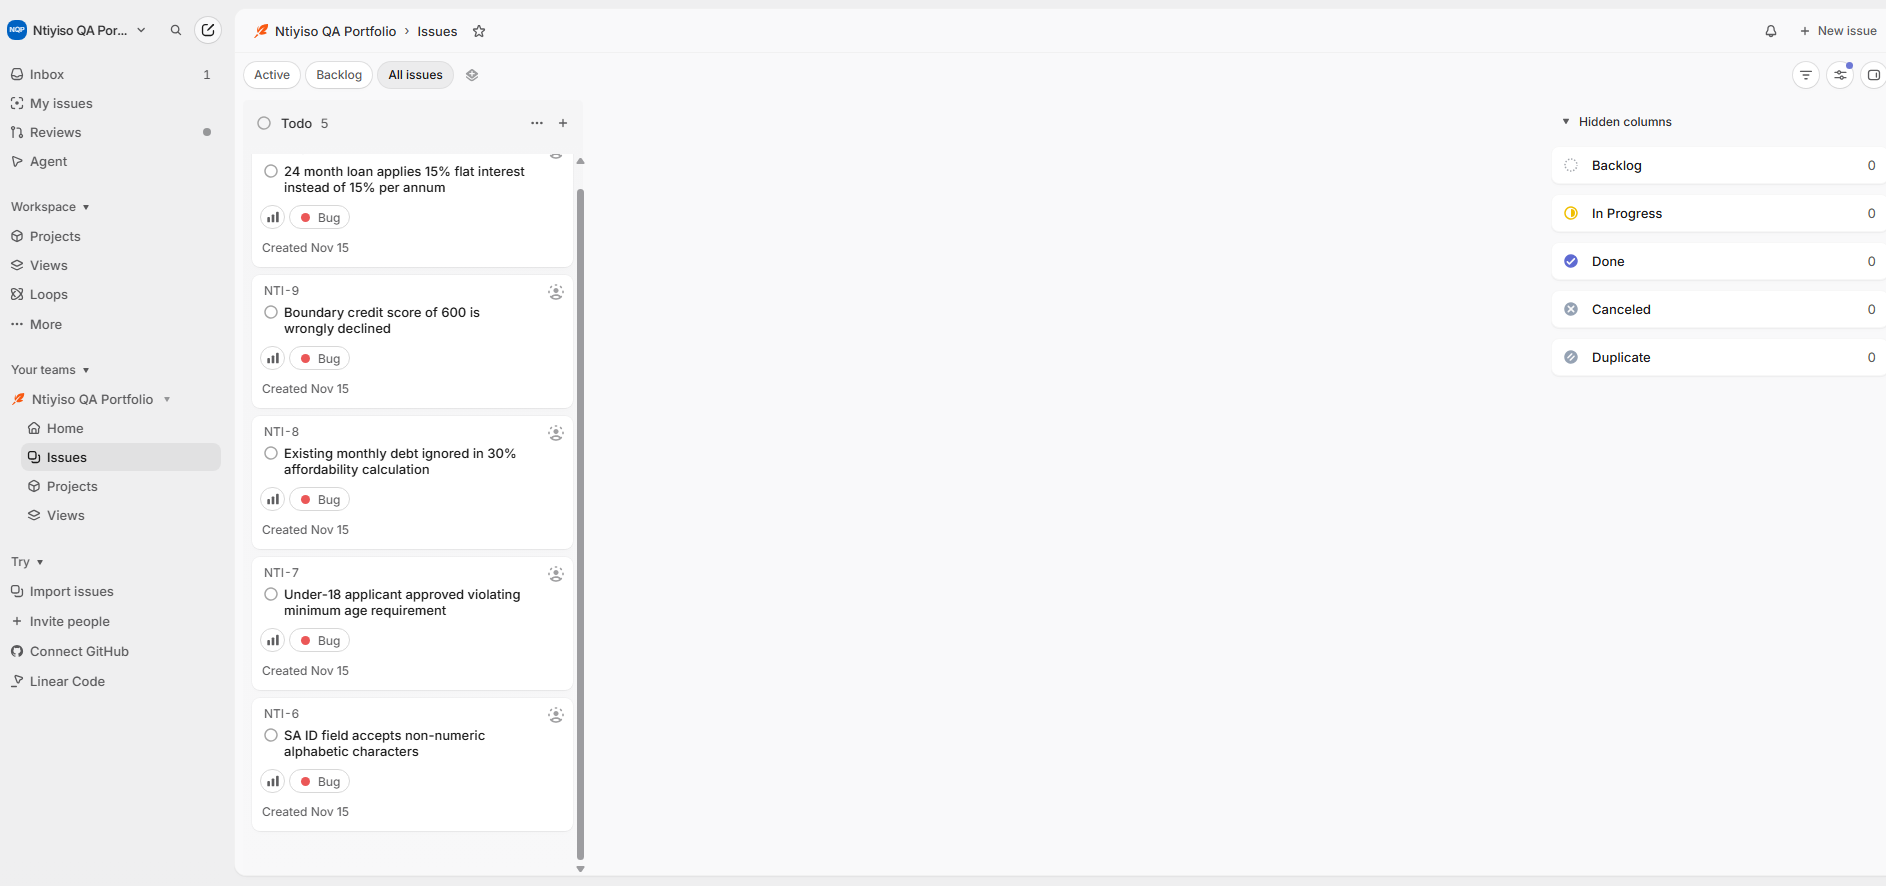 NQP Ntiyiso QA Por...
Inbox 1
My issues
Reviews
Agent
Workspace
Projects
Views
Loops
More
Your teams
Ntiyiso QA Portfolio
Home
Issues
Projects
Views
Try
Import issues
Invite people
Connect GitHub
Linear Code
Ntiyiso QA Portfolio › Issues
New issue
Active Backlog All issues
Todo 5
24 month loan applies 15% flat interest
instead of 15% per annum
Bug
Created Nov 15
NTI-9
Boundary credit score of 600 is
wrongly declined
Bug
Created Nov 15
NTI-8
Existing monthly debt ignored in 30%
affordability calculation
Bug
Created Nov 15
NTI-7
Under-18 applicant approved violating
minimum age requirement
Bug
Created Nov 15
NTI-6
SA ID field accepts non-numeric
alphabetic characters
Bug
Created Nov 15
Hidden columns
Backlog 0
In Progress 0
Done 0
Canceled 0
Duplicate 0